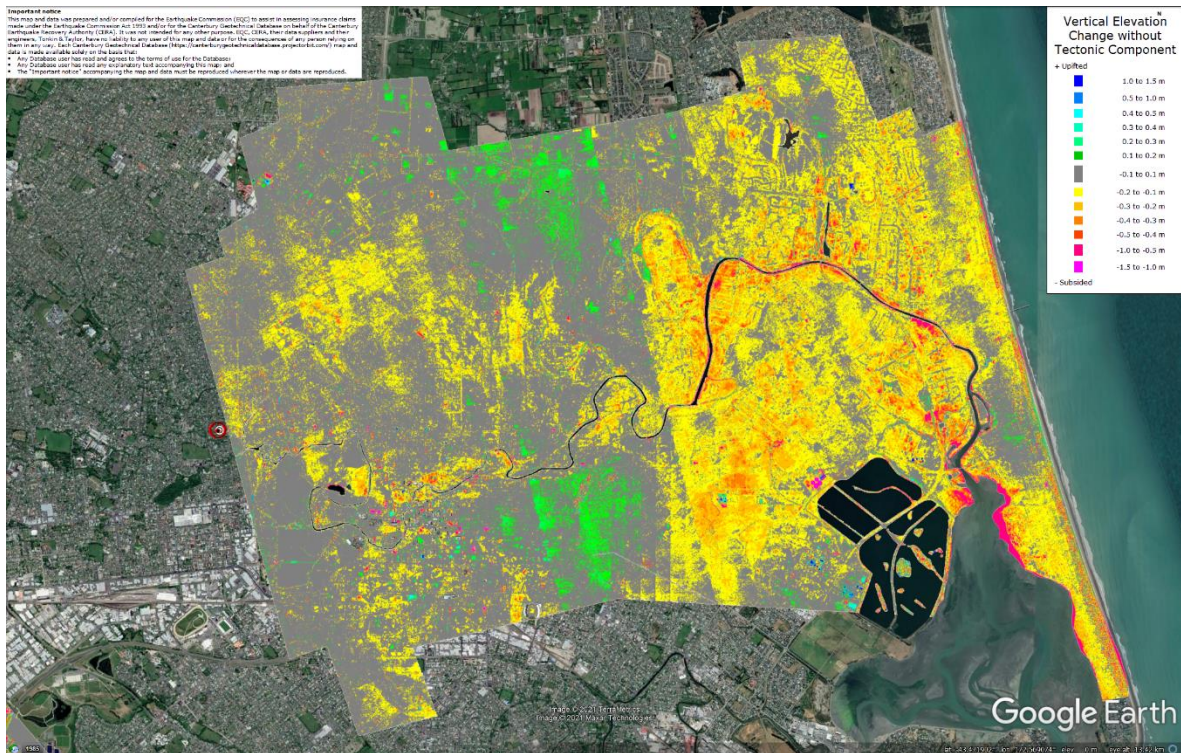 Important notice
This map and data was prepared and/or compiled for the Earthquake Commission (EQC) to assist in assessing insurance claims
made under the Earthquake Commission Act 1993 and/or for the Canterbury Geotechnical Database on behalf of the Canterbury
Earthquake Recovery Authority (CERA). It was not intended for any other purpose. EQC, CERA, their data suppliers and their
engineers, Tonkin & Taylor, have no liability to any user of this map and data or for the consequences of any person relying on
them in any way. Each Canterbury Geotechnical Database (https://canterburygeotechnicaldatabase.projectorbit.com/) map and
data is made available solely on the basis that:
• Any Database user has read and agrees to the terms of use for the Database;
• Any Database user has read any explanatory text accompanying this map; and
• The "Important notice" accompanying the map and data must be reproduced wherever the map or data are reproduced.
N
Vertical Elevation
Change without
Tectonic Component
+ Uplifted
1.0 to 1.5 m
0.5 to 1.0 m
0.4 to 0.5 m
0.3 to 0.4 m
0.2 to 0.3 m
0.1 to 0.2 m
-0.1 to 0.1 m
-0.2 to -0.1 m
-0.3 to -0.2 m
-0.4 to -0.3 m
-0.5 to -0.4 m
-1.0 to -0.5 m
-1.5 to -1.0 m
- Subsided
Image © 2021 TerraMetrics
Image © 2021 Maxar Technologies
Google Earth
1985
elev 0 m eye alt 13.42 km